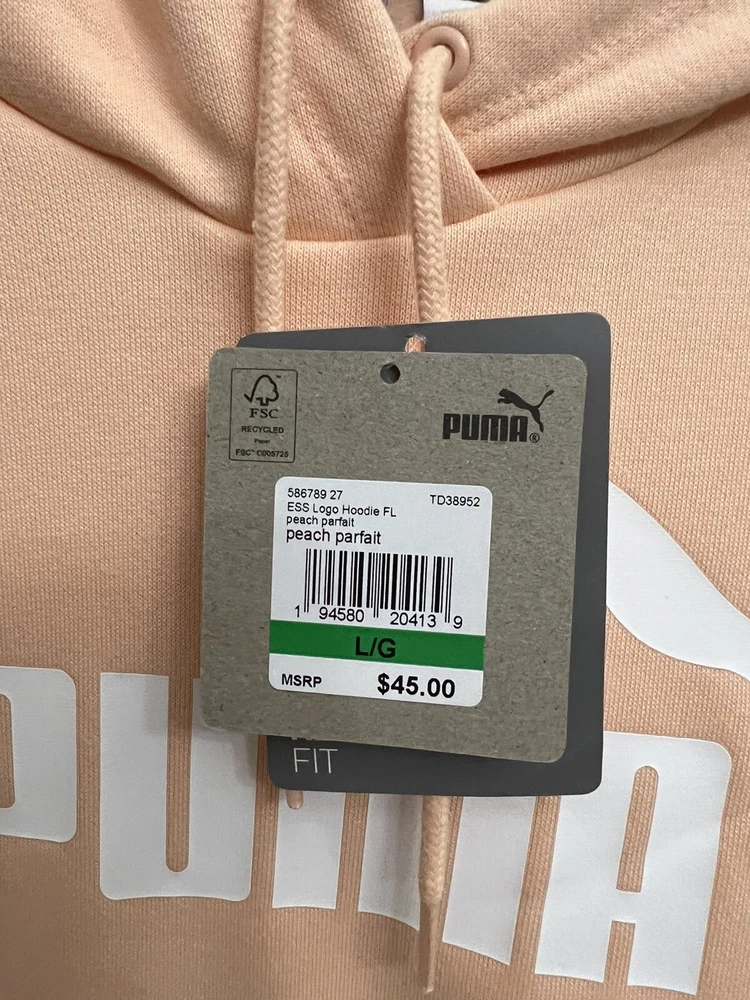 FSC
RECYCLED
Paper
FSC® C005725
PUMA®
586789 27 TD38952
ESS Logo Hoodie FL
peach parfait
peach parfait
1 94580 20413 9
L/G
MSRP $45.00
FIT
PUMA